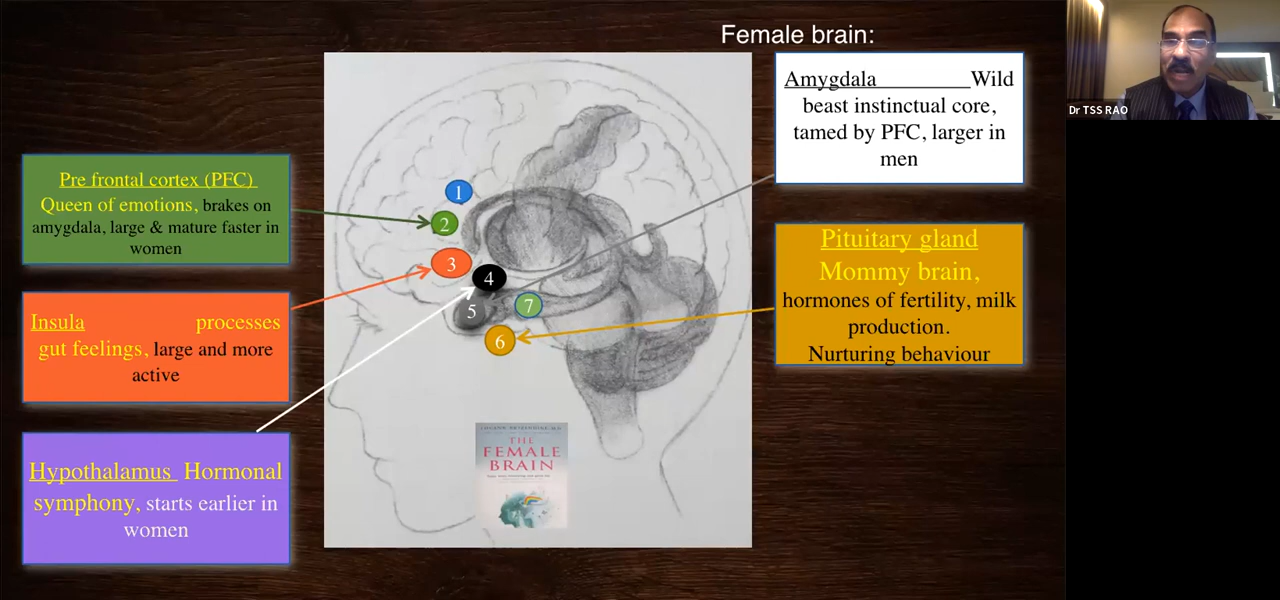 Female brain:
Dr TSS RAO
Pre frontal cortex (PFC)
Queen of emotions, brakes on
amygdala, large & mature faster in
women
Insula processes
gut feelings, large and more
active
Hypothalamus Hormonal
symphony, starts earlier in
women
1
2
3
4
5
7
6
THE
FEMALE
BRAIN
Amygdala Wild
beast instinctual core,
tamed by PFC, larger in
men
Pituitary gland
Mommy brain,
hormones of fertility, milk
production.
Nurturing behaviour